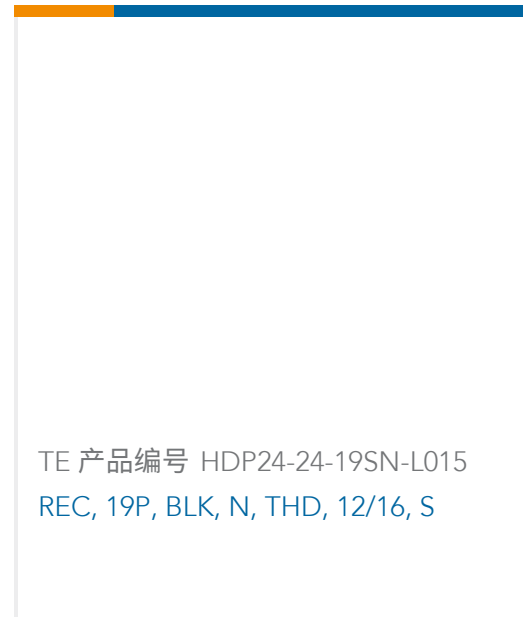 TE 产品编号 HDP24-24-19SN-L015
REC, 19P, BLK, N, THD, 12/16, S